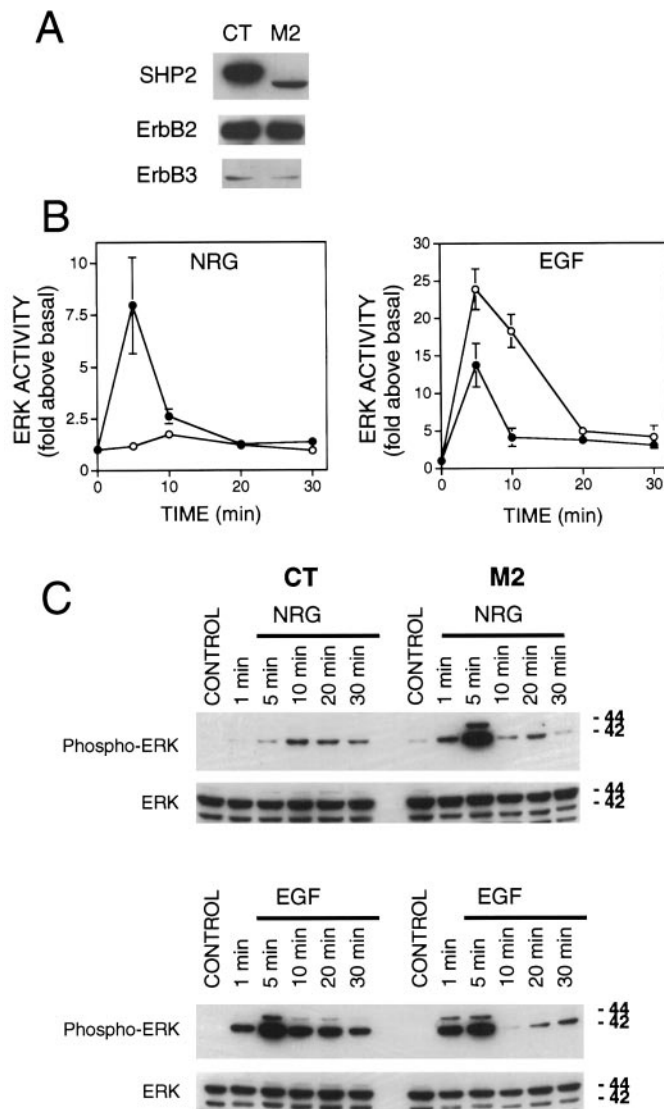 A
CT M2
SHP2
ErbB2
ErbB3
B
ERK ACTIVITY
(fold above basal)
10
7.5
5
2.5
0
NRG
0 10 20 30
TIME (min)
ERK ACTIVITY
(fold above basal)
30
25
20
15
10
5
0
EGF
0 10 20 30
TIME (min)
C
CT M2
NRG NRG
CONTROL 1 min 5 min 10 min 20 min 30 min CONTROL 1 min 5 min 10 min 20 min 30 min
- 44
Phospho-ERK - 42
- 44
ERK - 42
EGF EGF
CONTROL 1 min 5 min 10 min 20 min 30 min CONTROL 1 min 5 min 10 min 20 min 30 min
- 44
Phospho-ERK - 42
ERK - 44
- 42